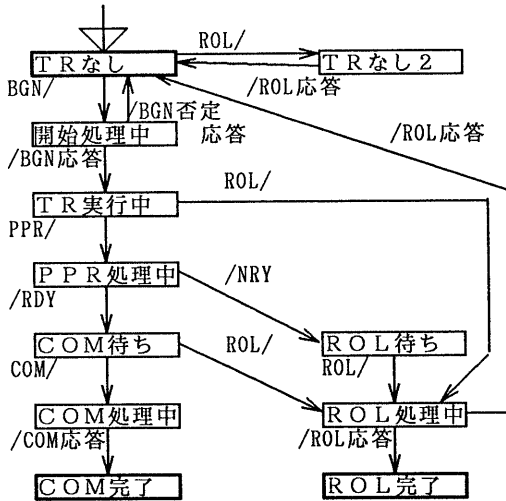 ROL/
TRなし
TRなし2
BGN/
/ROL応答
/BGN否定
応答
/ROL応答
開始処理中
/BGN応答
ROL/
TR実行中
PPR/
PPR処理中
/NRY
/RDY
COM待ち
ROL/
ROL待ち
COM/
ROL/
COM処理中
ROL処理中
/COM応答
/ROL応答
COM完了
ROL完了